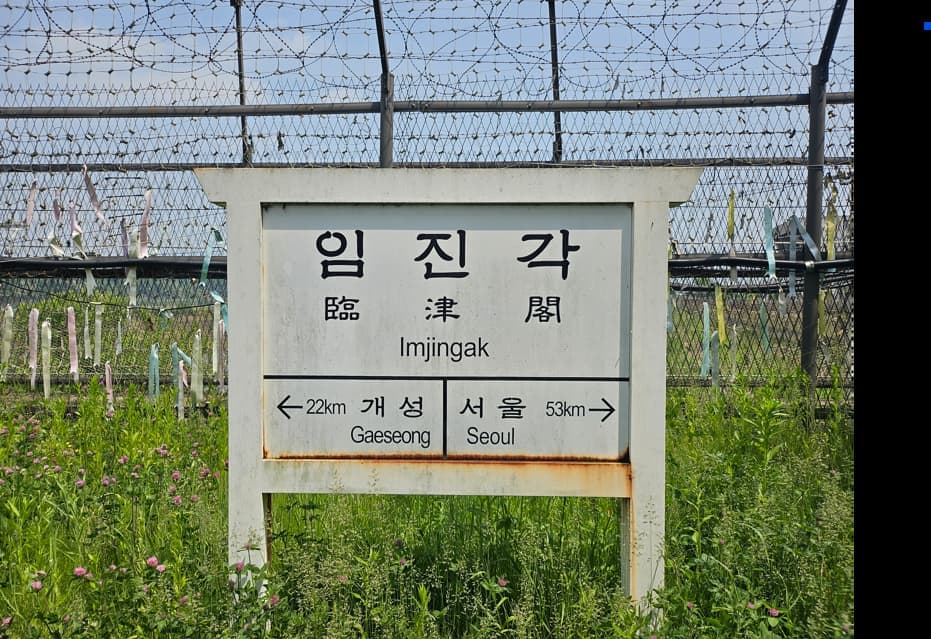 임 진 각
臨 津 閣
Imjingak
← 22km 개 성 서 울 53km →
Gaeseong Seoul